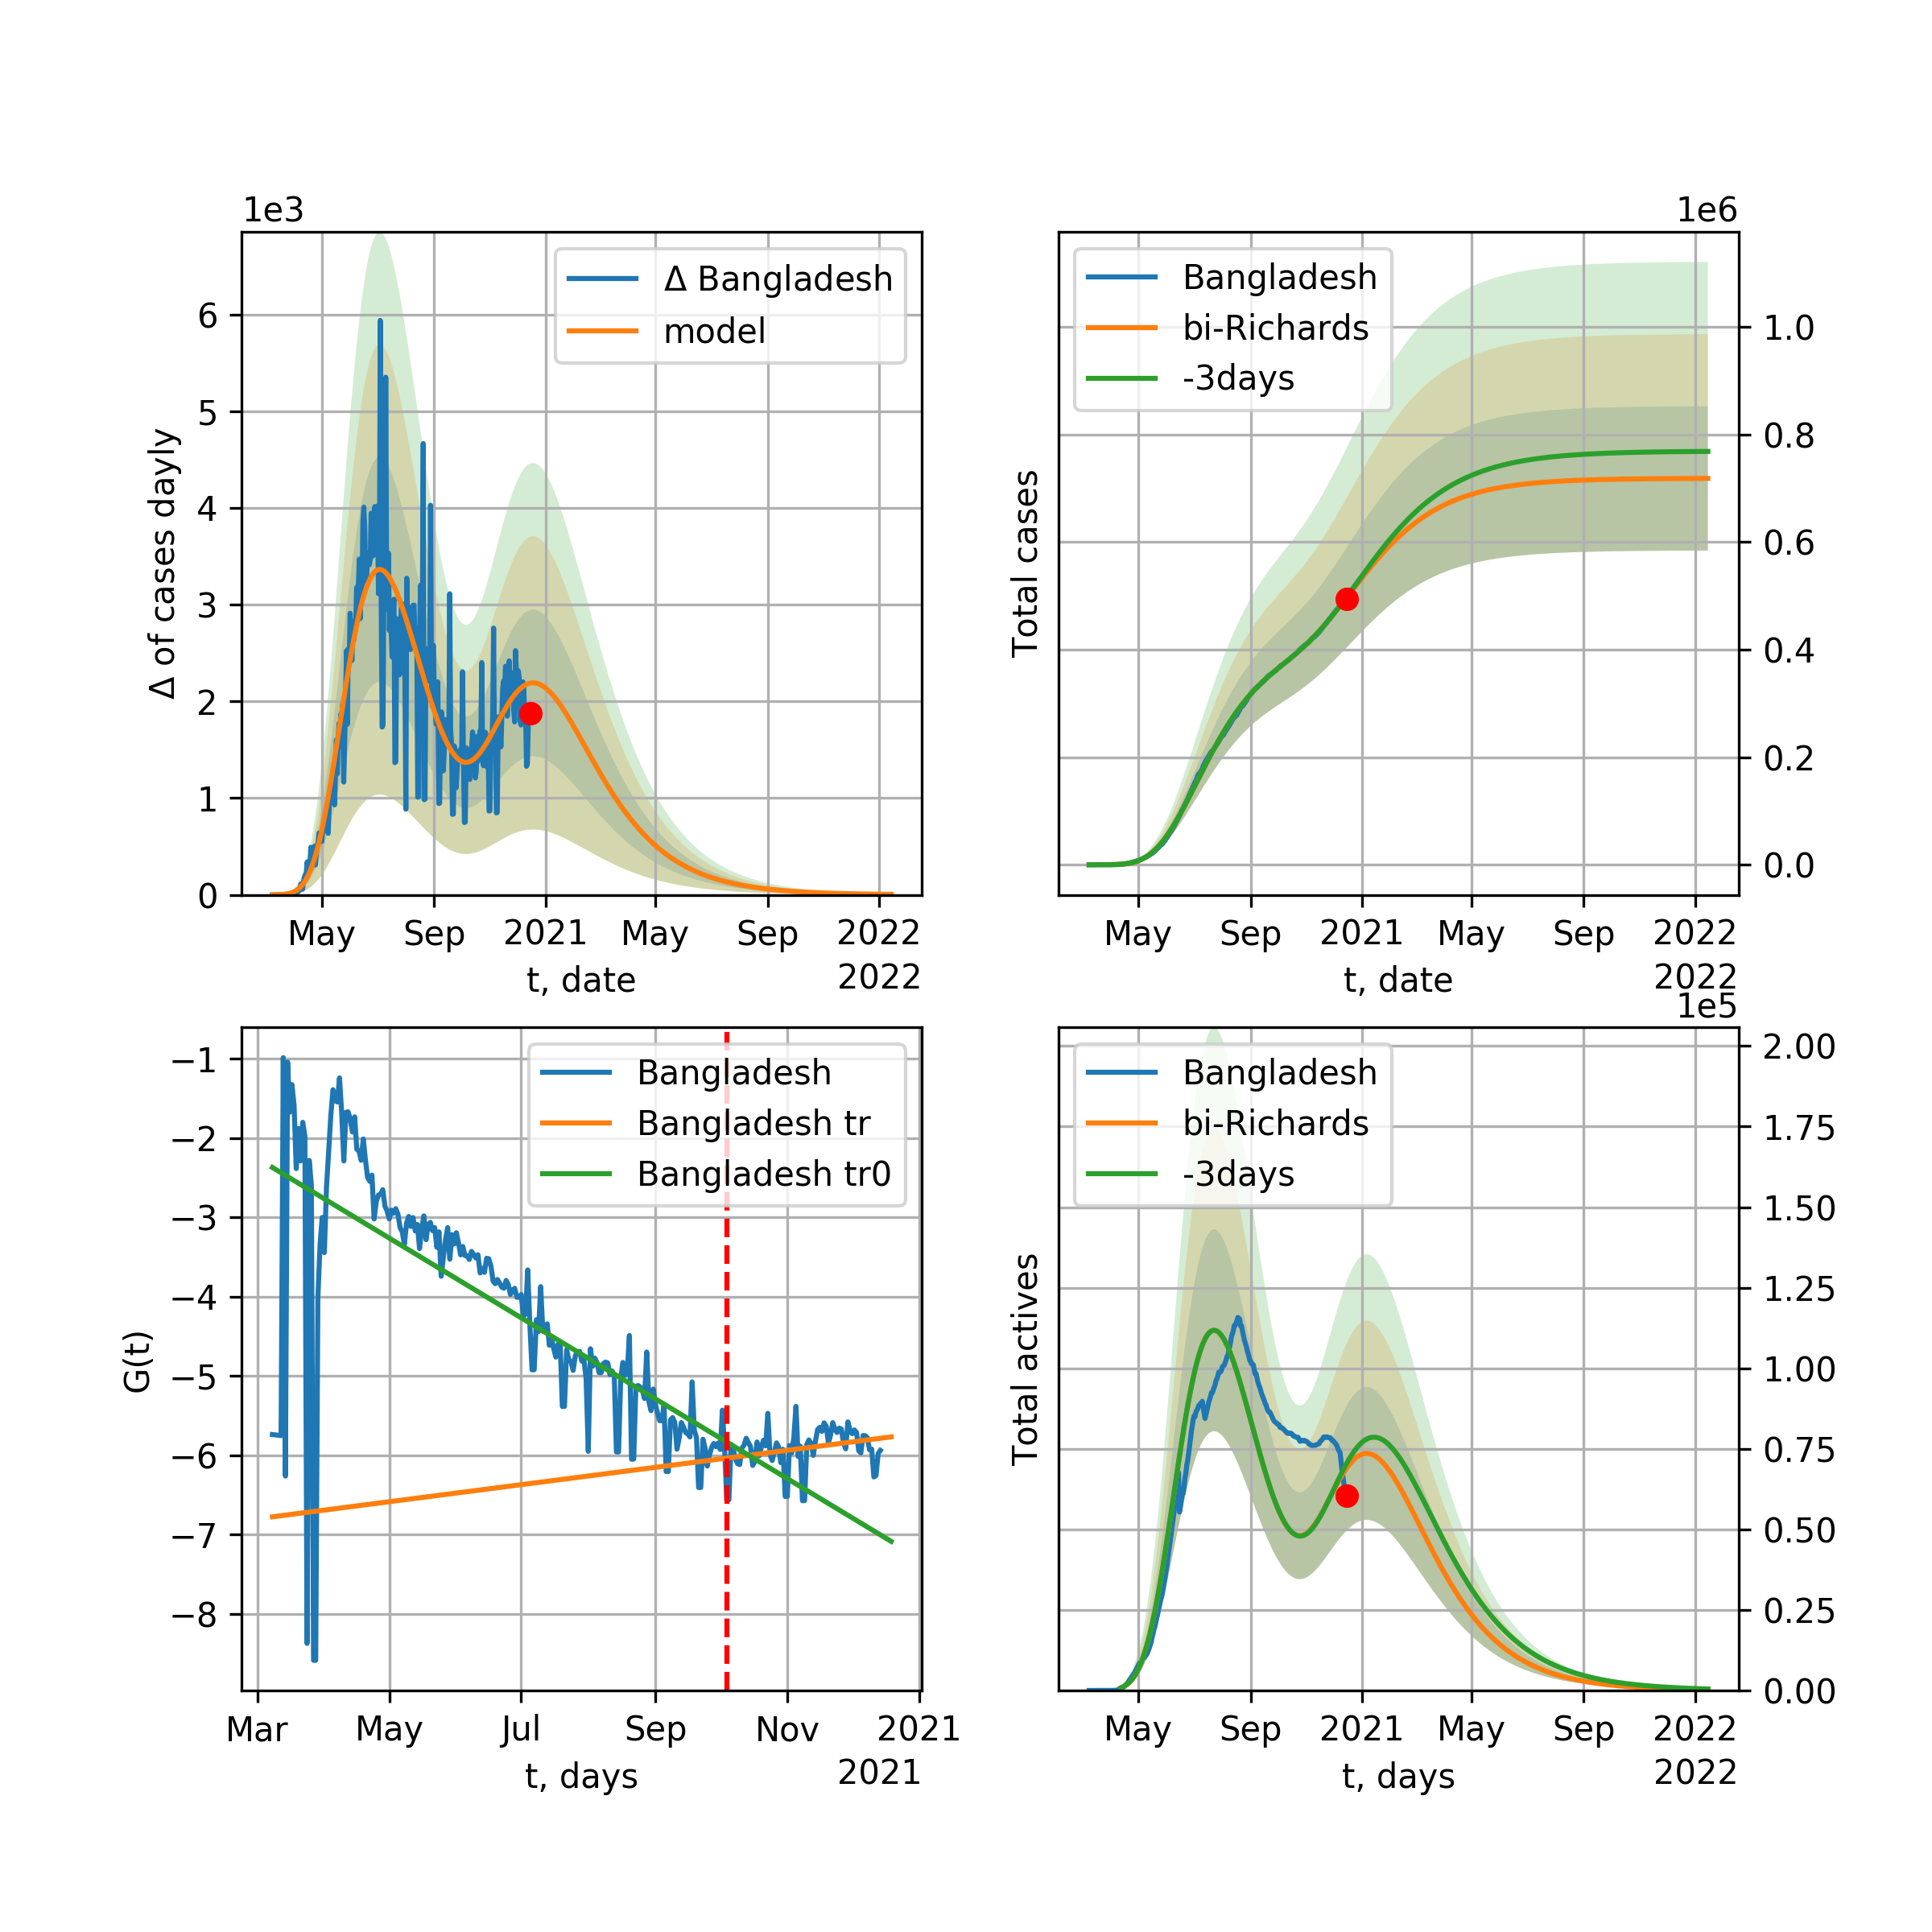 1e3
Δ Bangladesh
model
6
5
4
3
2
1
0
Δ of cases dayly
May
Sep
2021
May
Sep
2022
t, date
2022
1e6
Bangladesh
bi-Richards
-3days
1.0
0.8
0.6
0.4
0.2
0.0
Total cases
May
Sep
2021
May
Sep
2022
t, date
2022
Bangladesh
Bangladesh tr
Bangladesh tr0
−1
−2
−3
−4
−5
−6
−7
−8
G(t)
Mar
May
Jul
Sep
Nov
2021
t, days
2021
1e5
Bangladesh
bi-Richards
-3days
2.00
1.75
1.50
1.25
1.00
0.75
0.50
0.25
0.00
Total actives
May
Sep
2021
May
Sep
2022
t, days
2022